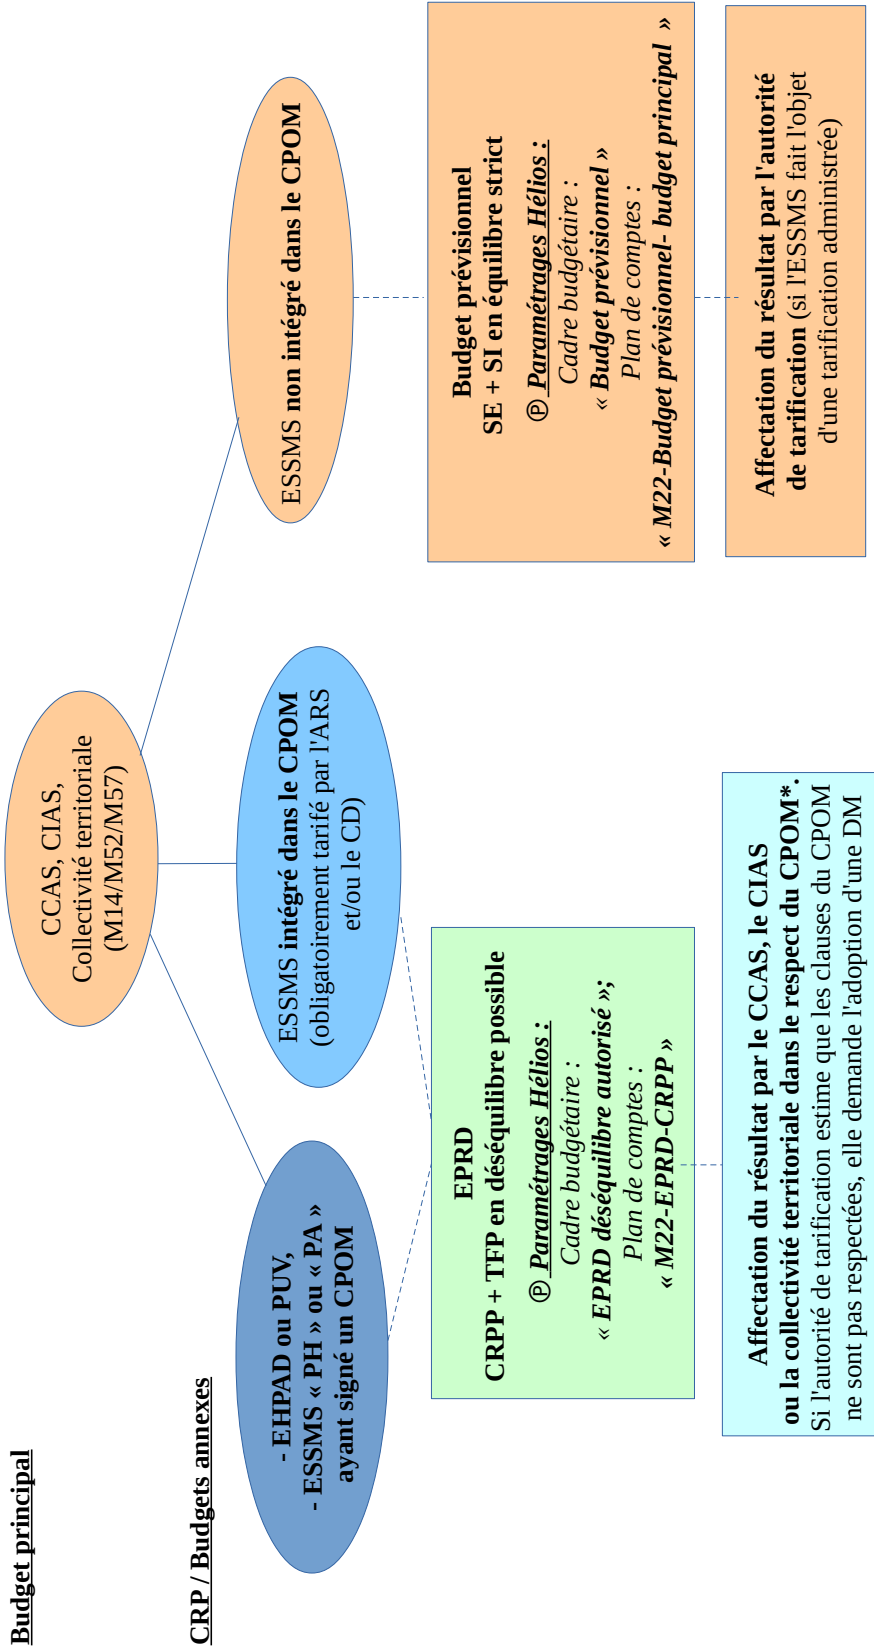 Budget principal
CCAS, CIAS,
Collectivité territoriale
(M14/M52/M57)
CRP / Budgets annexes
- EHPAD ou PUV,
- ESSMS « PH » ou « PA »
ayant signé un CPOM
ESSMS intégré dans le CPOM
(obligatoirement tarifé par l'ARS
et/ou le CD)
ESSMS non intégré dans le CPOM
EPRD
CRPP + TFP en déséquilibre possible
Ⓟ Paramétrages Hélios :
Cadre budgétaire :
« EPRD déséquilibre autorisé »;
Plan de comptes :
« M22-EPRD-CRPP »
Budget prévisionnel
SE + SI en équilibre strict
Ⓟ Paramétrages Hélios :
Cadre budgétaire :
« Budget prévisionnel »
Plan de comptes :
« M22-Budget prévisionnel- budget principal »
Affectation du résultat par le CCAS, le CIAS
ou la collectivité territoriale dans le respect du CPOM*.
Si l'autorité de tarification estime que les clauses du CPOM
ne sont pas respectées, elle demande l'adoption d'une DM
Affectation du résultat par l'autorité
de tarification (si l'ESSMS fait l'objet
d'une tarification administrée)